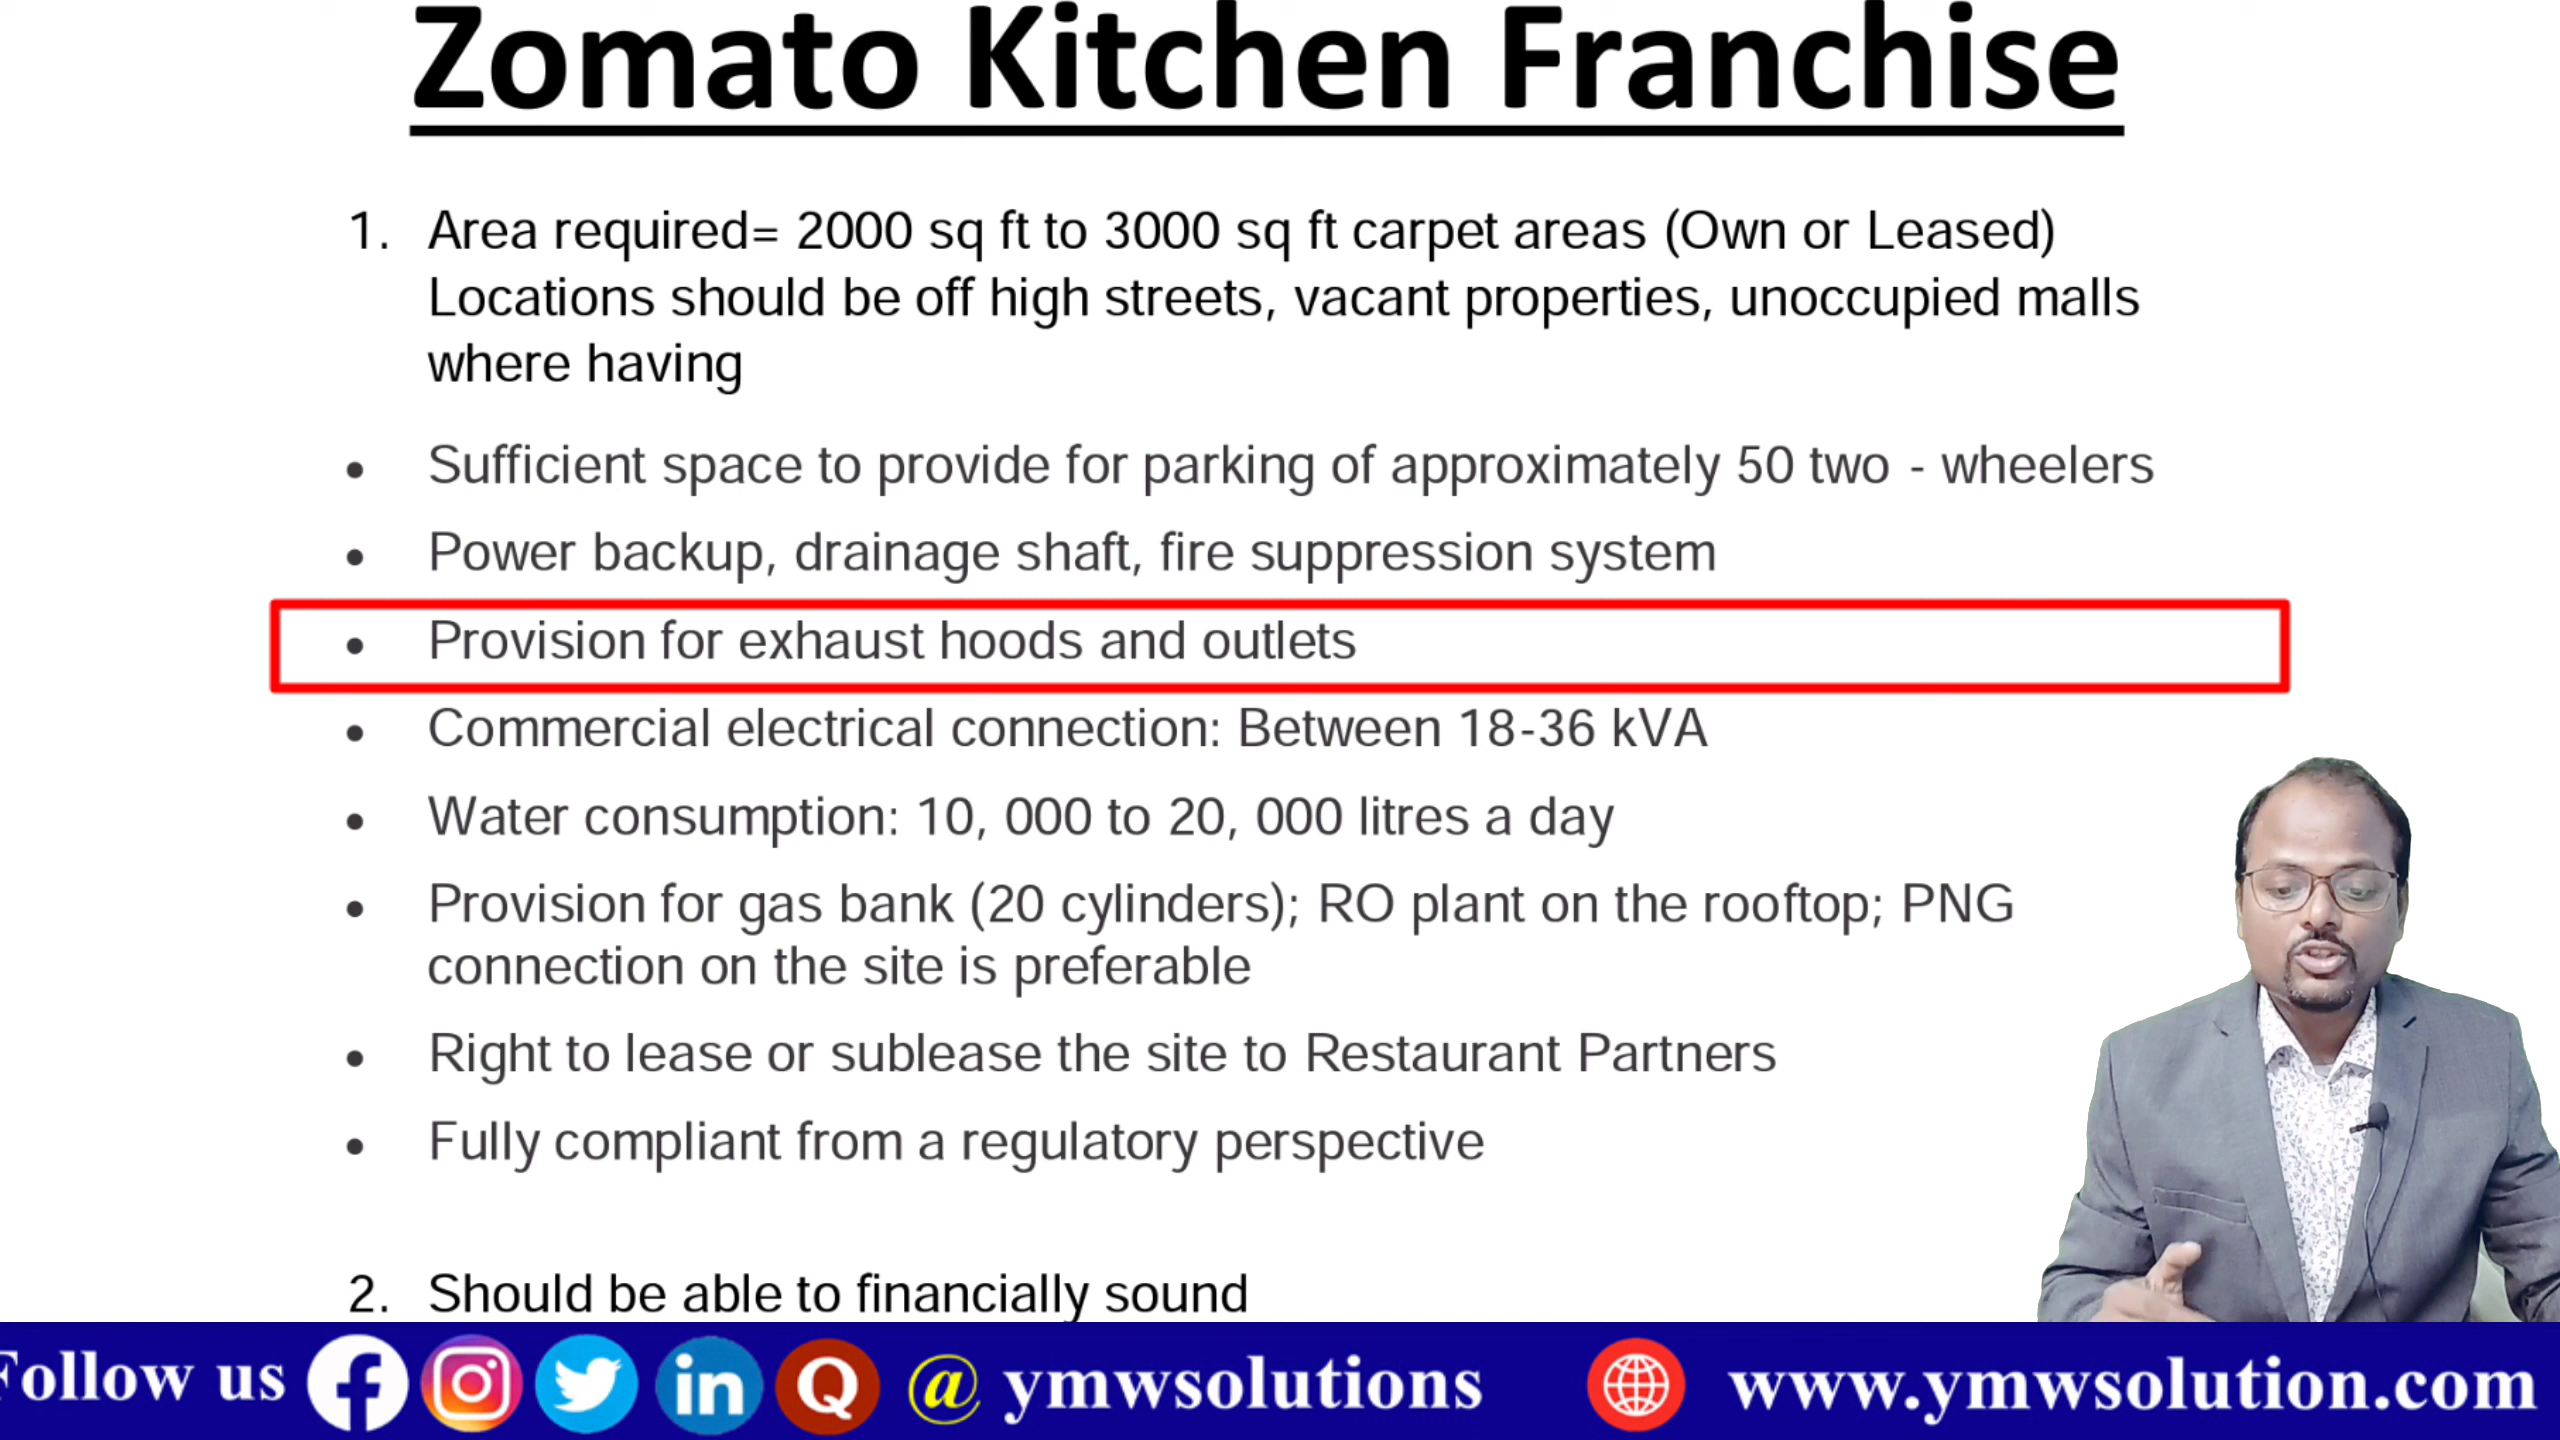 Zomato Kitchen Franchise
1. Area required= 2000 sq ft to 3000 sq ft carpet areas (Own or Leased)
Locations should be off high streets, vacant properties, unoccupied malls
where having
• Sufficient space to provide for parking of approximately 50 two - wheelers
• Power backup, drainage shaft, fire suppression system
• Provision for exhaust hoods and outlets
• Commercial electrical connection: Between 18-36 kVA
• Water consumption: 10, 000 to 20, 000 litres a day
• Provision for gas bank (20 cylinders); RO plant on the rooftop; PNG
connection on the site is preferable
• Right to lease or sublease the site to Restaurant Partners
• Fully compliant from a regulatory perspective
2. Should be able to financially sound
Follow us f in Q @ ymwsolutions www.ymwsolution.com